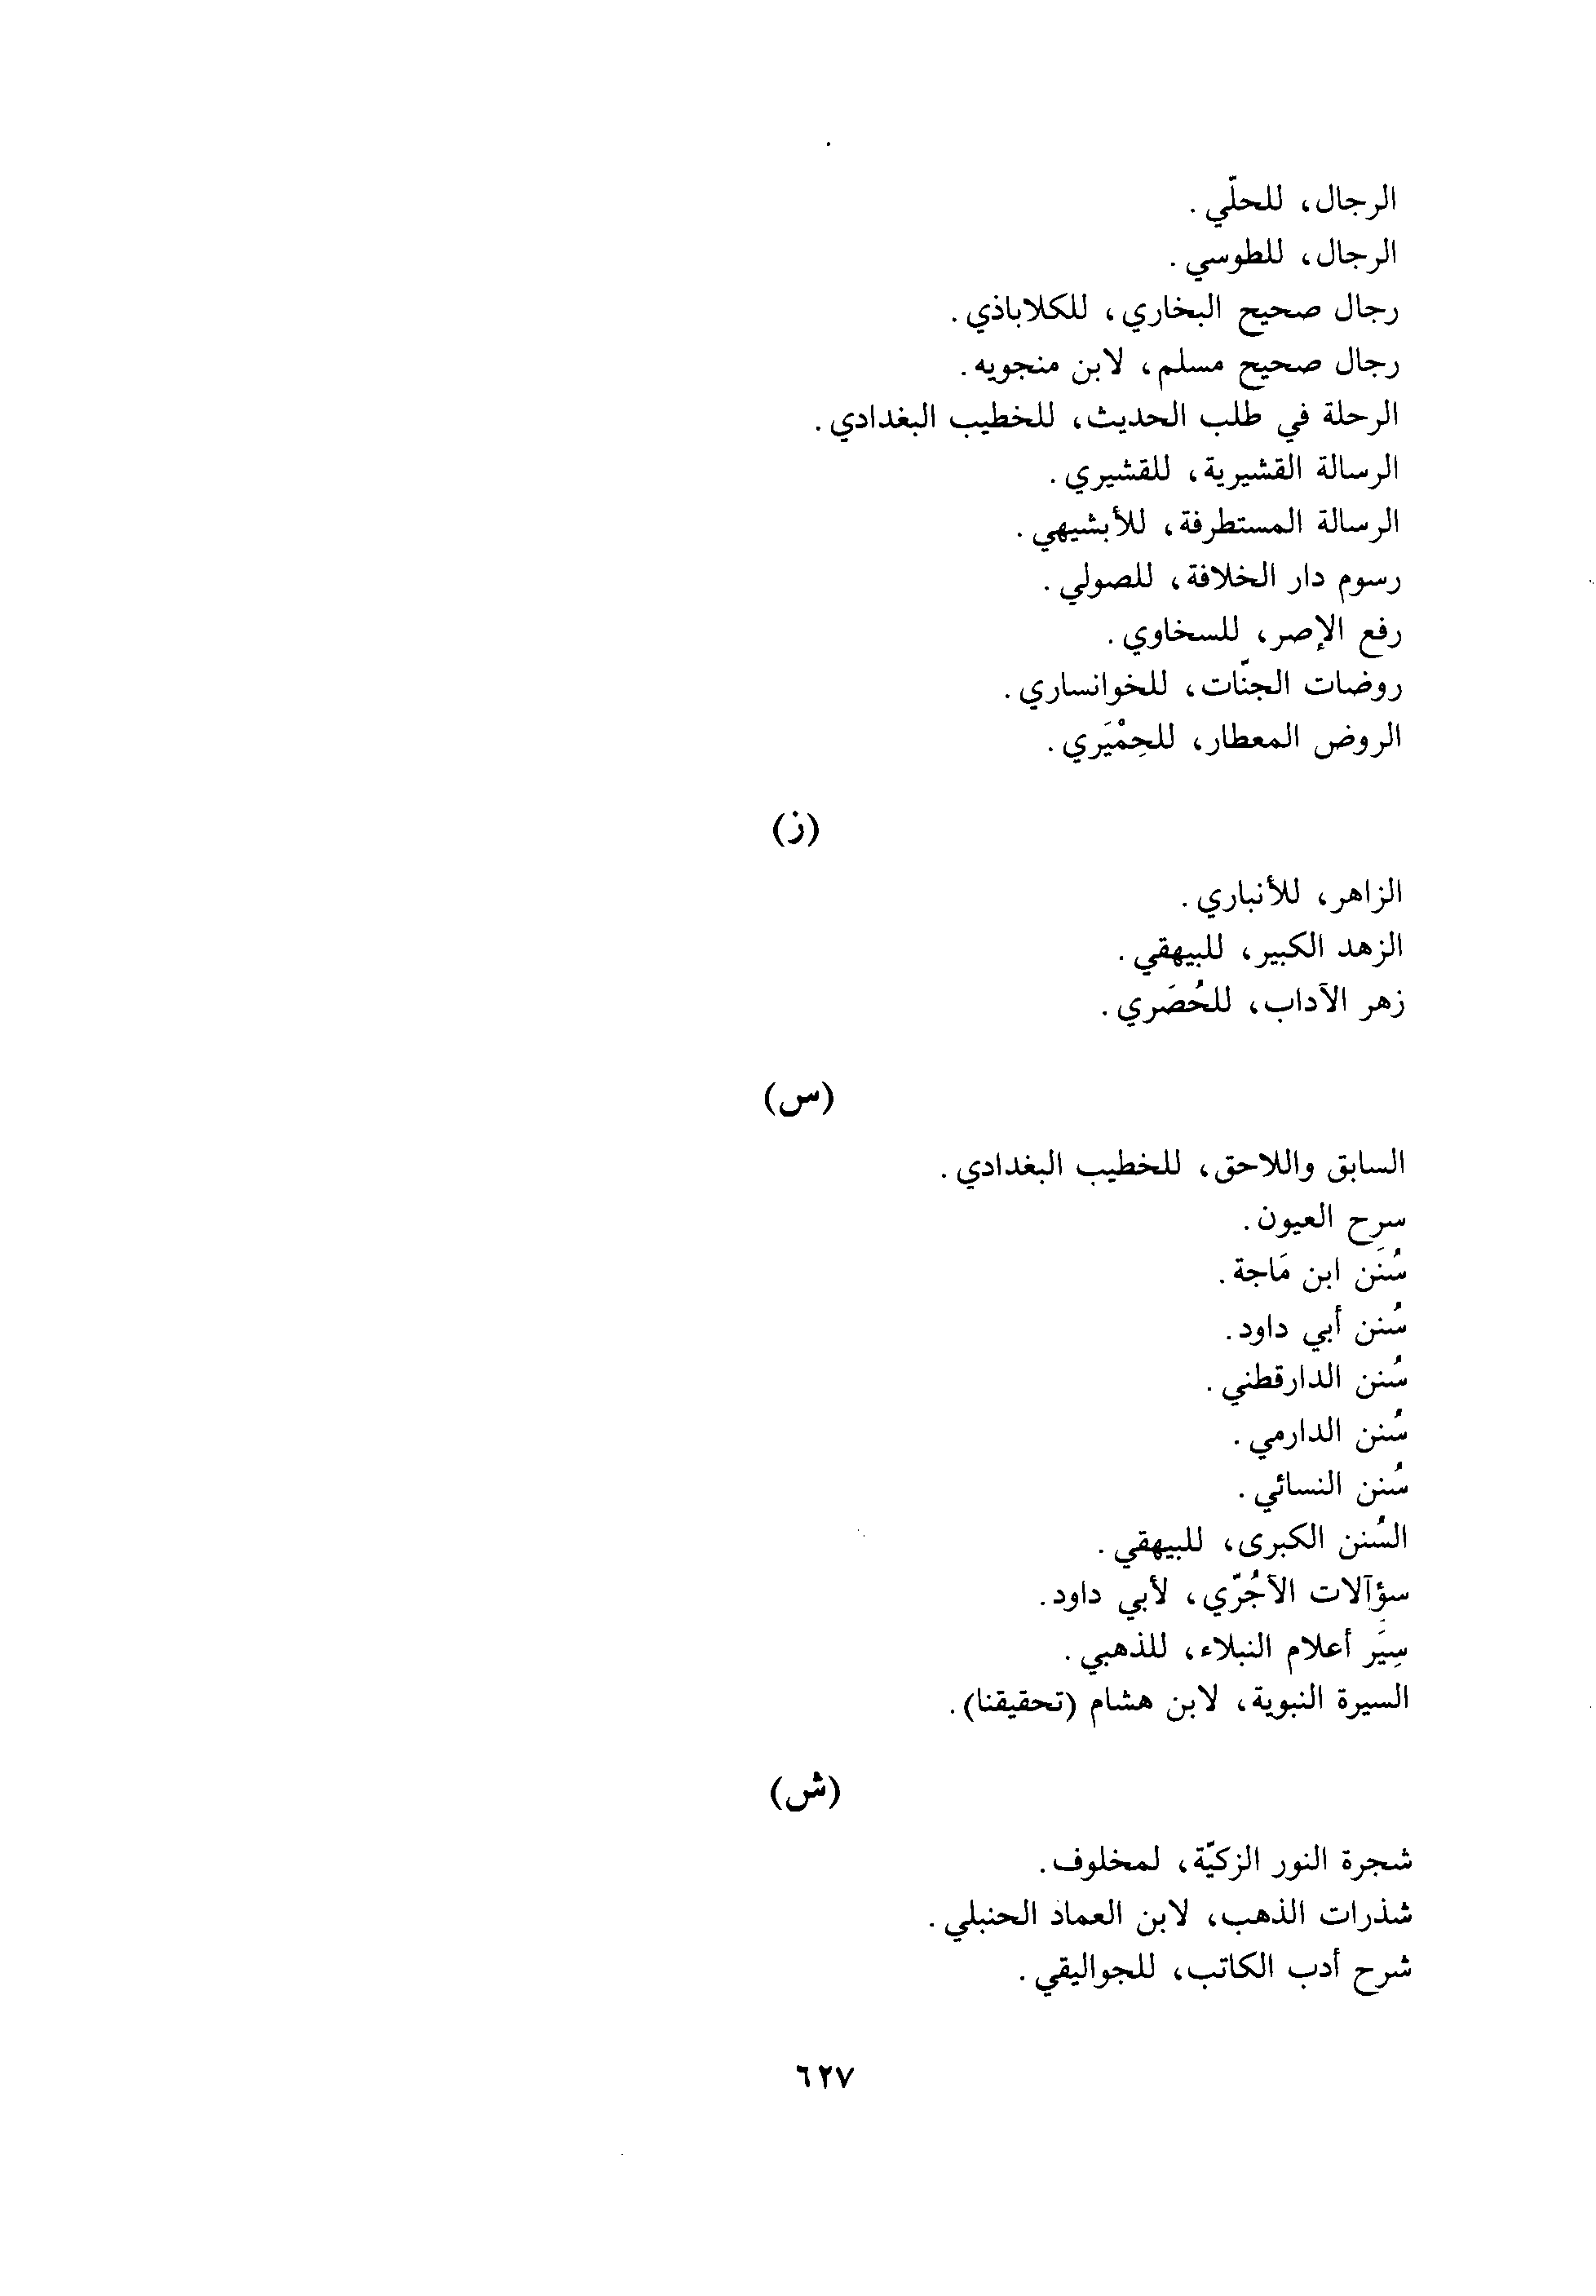 الرجال، للحلّي.
الرجال، للطوسي.
رجال صحيح البخاري، للكلاباذي.
رجال صحيح مسلم، لابن منجويه.
الرحلة في طلب الحديث، للخطيب البغدادي.
الرسالة القشيرية، للقشيري.
الرسالة المستطرفة، للأبشيهي.
رسوم دار الخلافة، للصولي.
رفع الإصر، للسخاوي.
روضات الجنّات، للخوانساري.
الروض المعطار، للحِمْيَري.
(ز)
الزاهر، للأنباري.
الزهد الكبير، للبيهقي.
زهر الآداب، للحُصَري.
(س)
السابق واللاحق، للخطيب البغدادي.
سرح العيون.
سُنَن ابن مَاجة.
سُنن أبي داود.
سُنن الدارقطني.
سُنن الدارمي.
سُنن النسائي.
السُنن الكبرى، للبيهقي.
سؤآلات الآجُرّي، لأبي داود.
سِيَر أعلام النبلاء، للذهبي.
السيرة النبوية، لابن هشام (تحقيقنا).
(ش)
شجرة النور الزكيّة، لمخلوف.
شذرات الذهب، لابن العماد الحنبلي.
شرح أدب الكاتب، للجواليقي.
٦٢٧